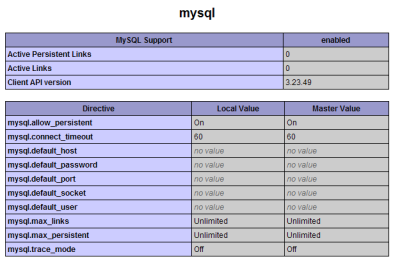 mysql
MySQL Support enabled
Active Persistent Links 0
Active Links 0
Client API version 3.23.49
Directive Local Value Master Value
mysql.allow_persistent On On
mysql.connect_timeout 60 60
mysql.default_host no value no value
mysql.default_password no value no value
mysql.default_port no value no value
mysql.default_socket no value no value
mysql.default_user no value no value
mysql.max_links Unlimited Unlimited
mysql.max_persistent Unlimited Unlimited
mysql.trace_mode Off Off